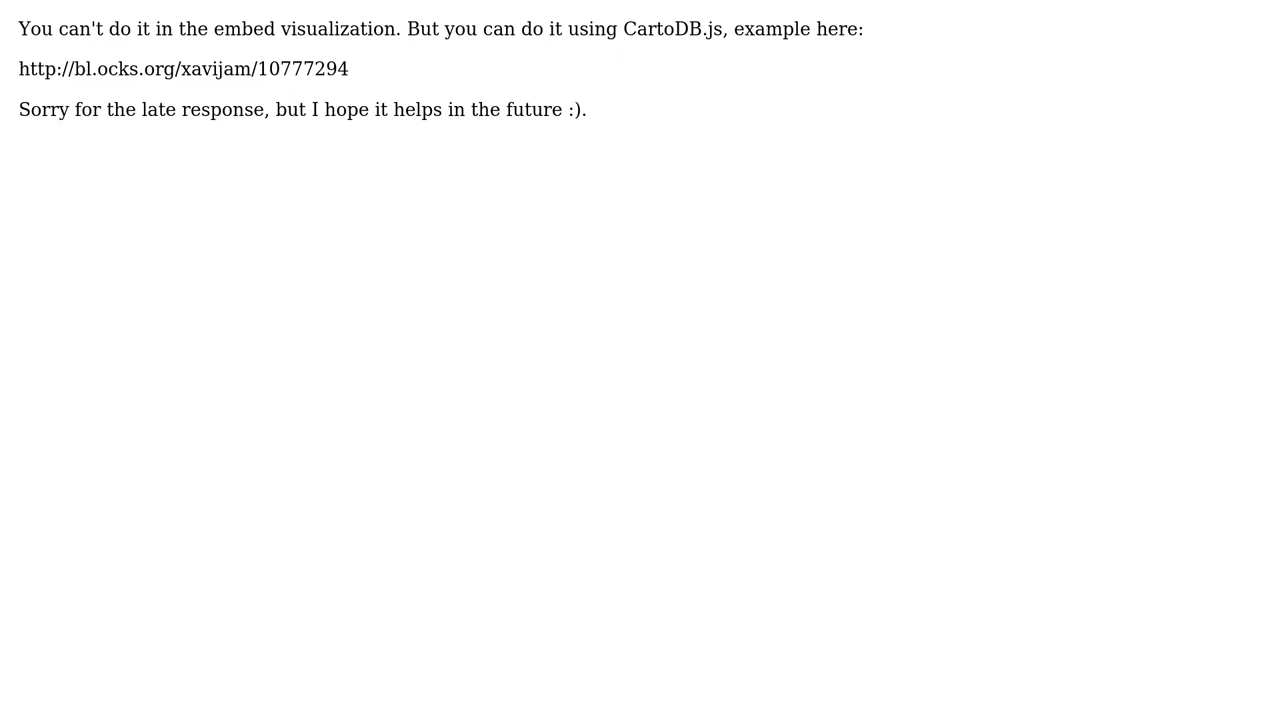 You can't do it in the embed visualization. But you can do it using CartoDB.js, example here:
http://bl.ocks.org/xavijam/10777294
Sorry for the late response, but I hope it helps in the future :).